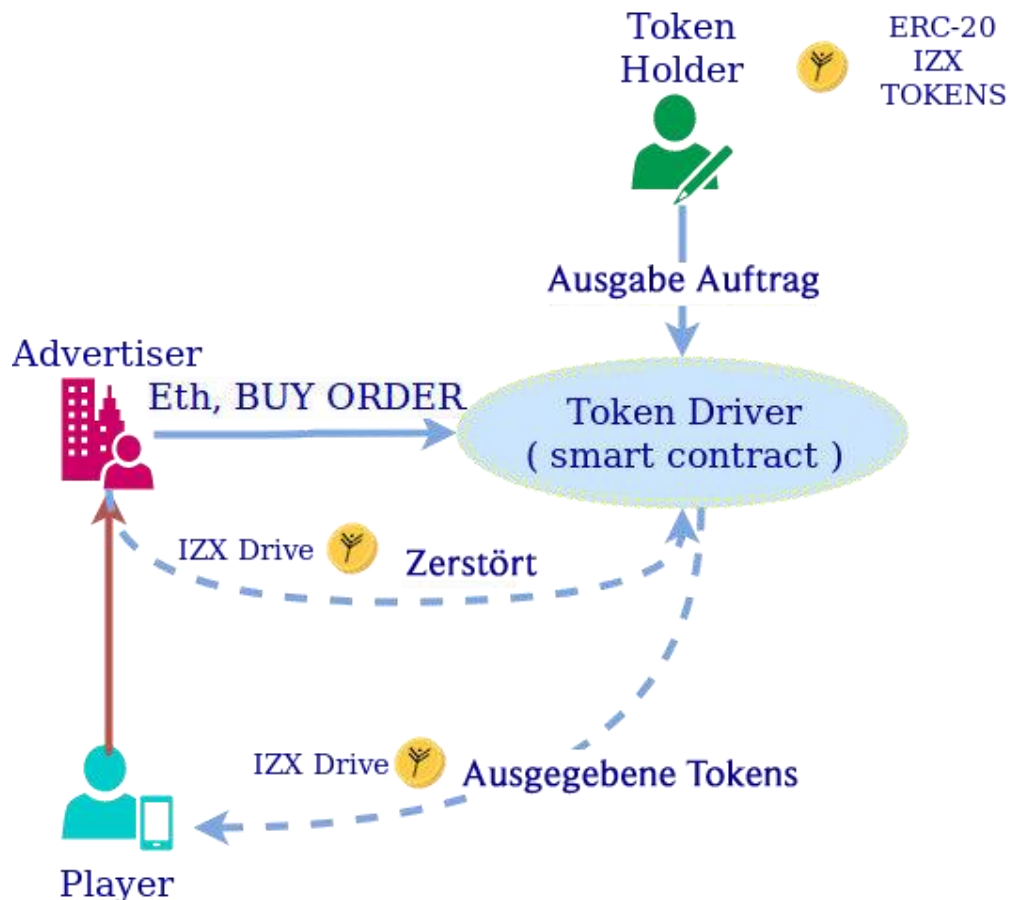 Token
Holder
ERC-20
IZX
TOKENS
Ausgabe Auftrag
Advertiser
Eth, BUY ORDER
Token Driver
( smart contract )
IZX Drive
Zerstört
IZX Drive
Ausgegebene Tokens
Player